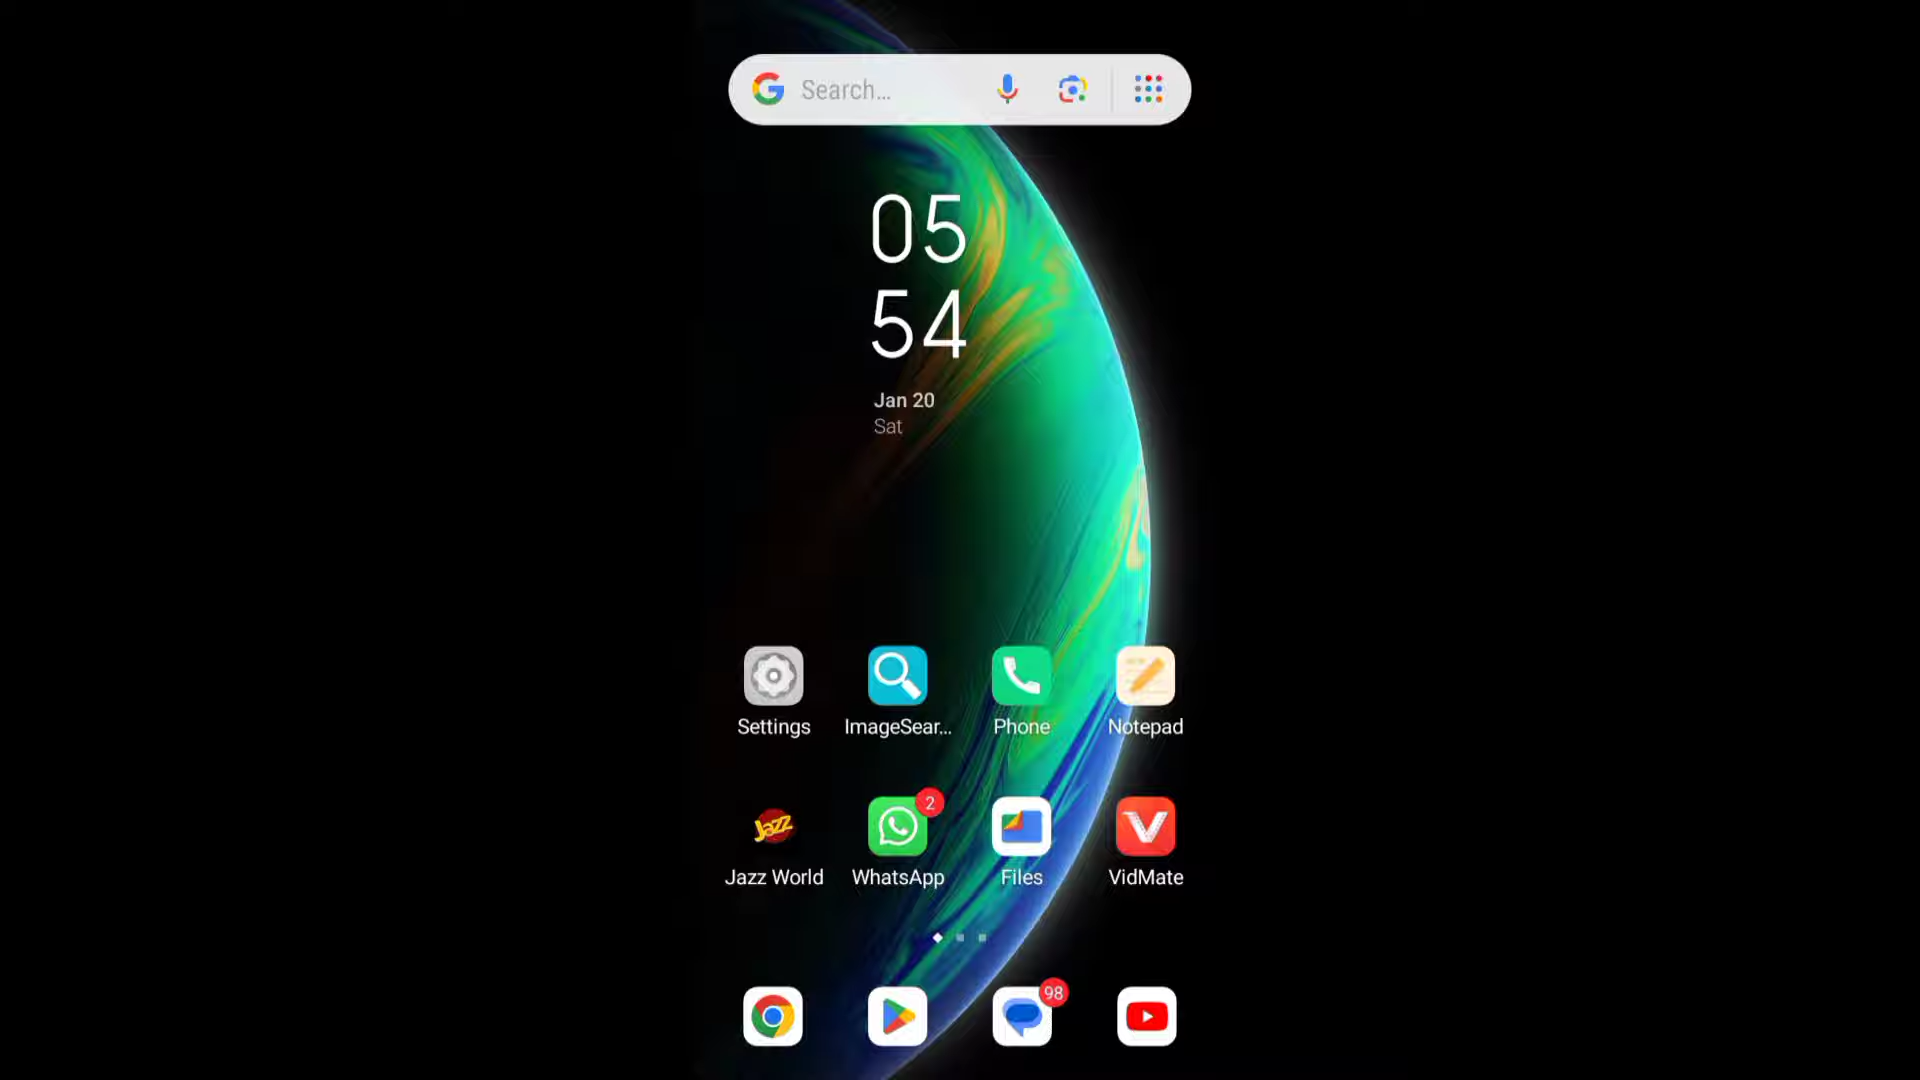 Search...
05
54
Jan 20
Sat
Settings
ImageSear...
Phone
Notepad
Jazz
2
Jazz World
WhatsApp
Files
VidMate
98